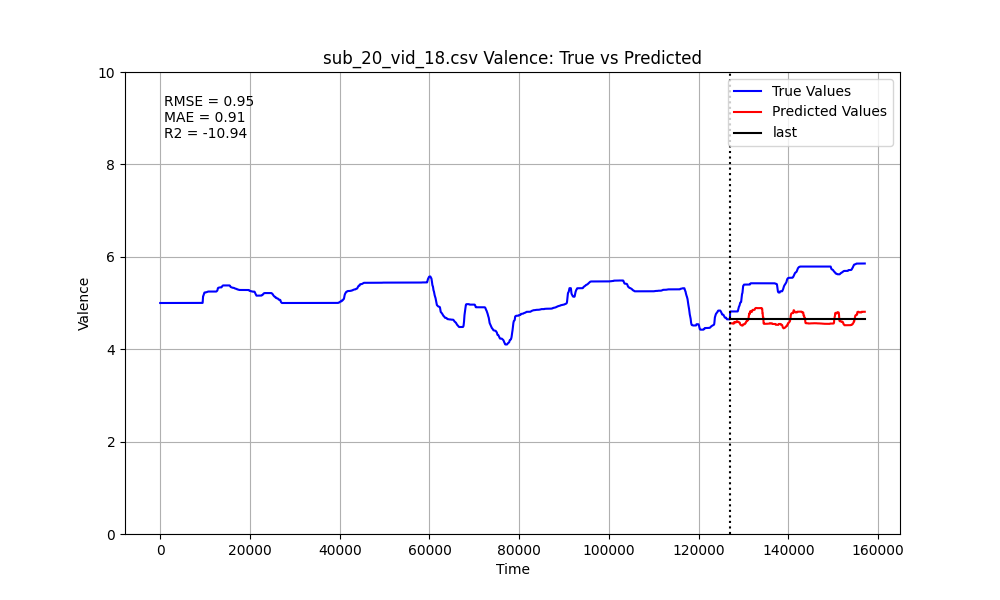 sub_20_vid_18.csv Valence: True vs Predicted
RMSE = 0.95
MAE = 0.91
R2 = -10.94
True Values
Predicted Values
last
Valence
10
8
6
4
2
0
0 20000 40000 60000 80000 100000 120000 140000 160000
Time